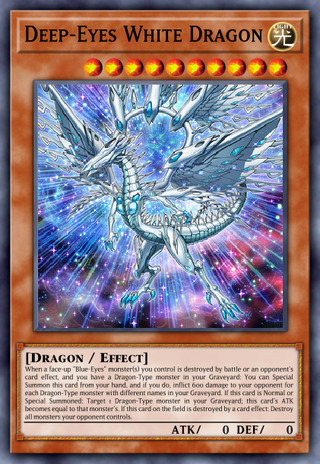 DEEP-EYES WHITE DRAGON
LIGHT
光
[DRAGON / EFFECT]
When a face-up "Blue-Eyes" monster(s) you control is destroyed by battle or an opponent's
card effect, and you have a Dragon-Type monster in your Graveyard: You can Special
Summon this card from your hand, and if you do, inflict 600 damage to your opponent for
each Dragon-Type monster with different names in your Graveyard. If this card is Normal or
Special Summoned: Target 1 Dragon-Type monster in your Graveyard; this card's ATK
becomes equal to that monster's. If this card on the field is destroyed by a card effect: Destroy
all monsters your opponent controls.
ATK/ 0 DEF/ 0